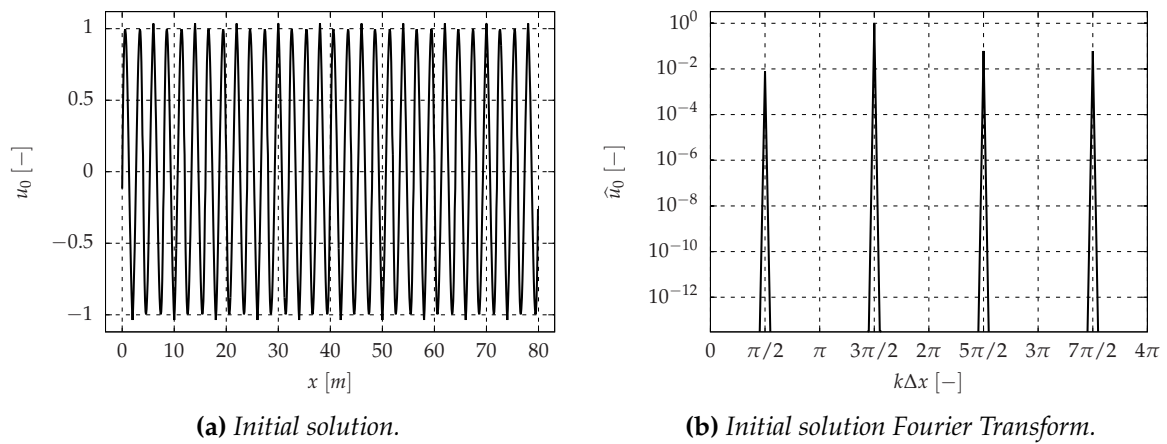 1
0.5
0
−0.5
−1
u₀ [−]
0 10 20 30 40 50 60 70 80
x [m]
(a) Initial solution.
10⁰
10⁻²
10⁻⁴
10⁻⁶
10⁻⁸
10⁻¹⁰
10⁻¹²
û₀ [−]
0 π/2 π 3π/2 2π 5π/2 3π 7π/2 4π
kΔx [−]
(b) Initial solution Fourier Transform.